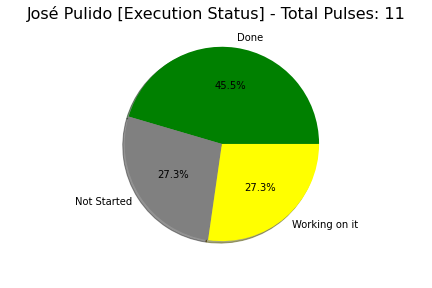 José Pulido [Execution Status] - Total Pulses: 11
Done
45.5%
27.3%
27.3%
Not Started
Working on it